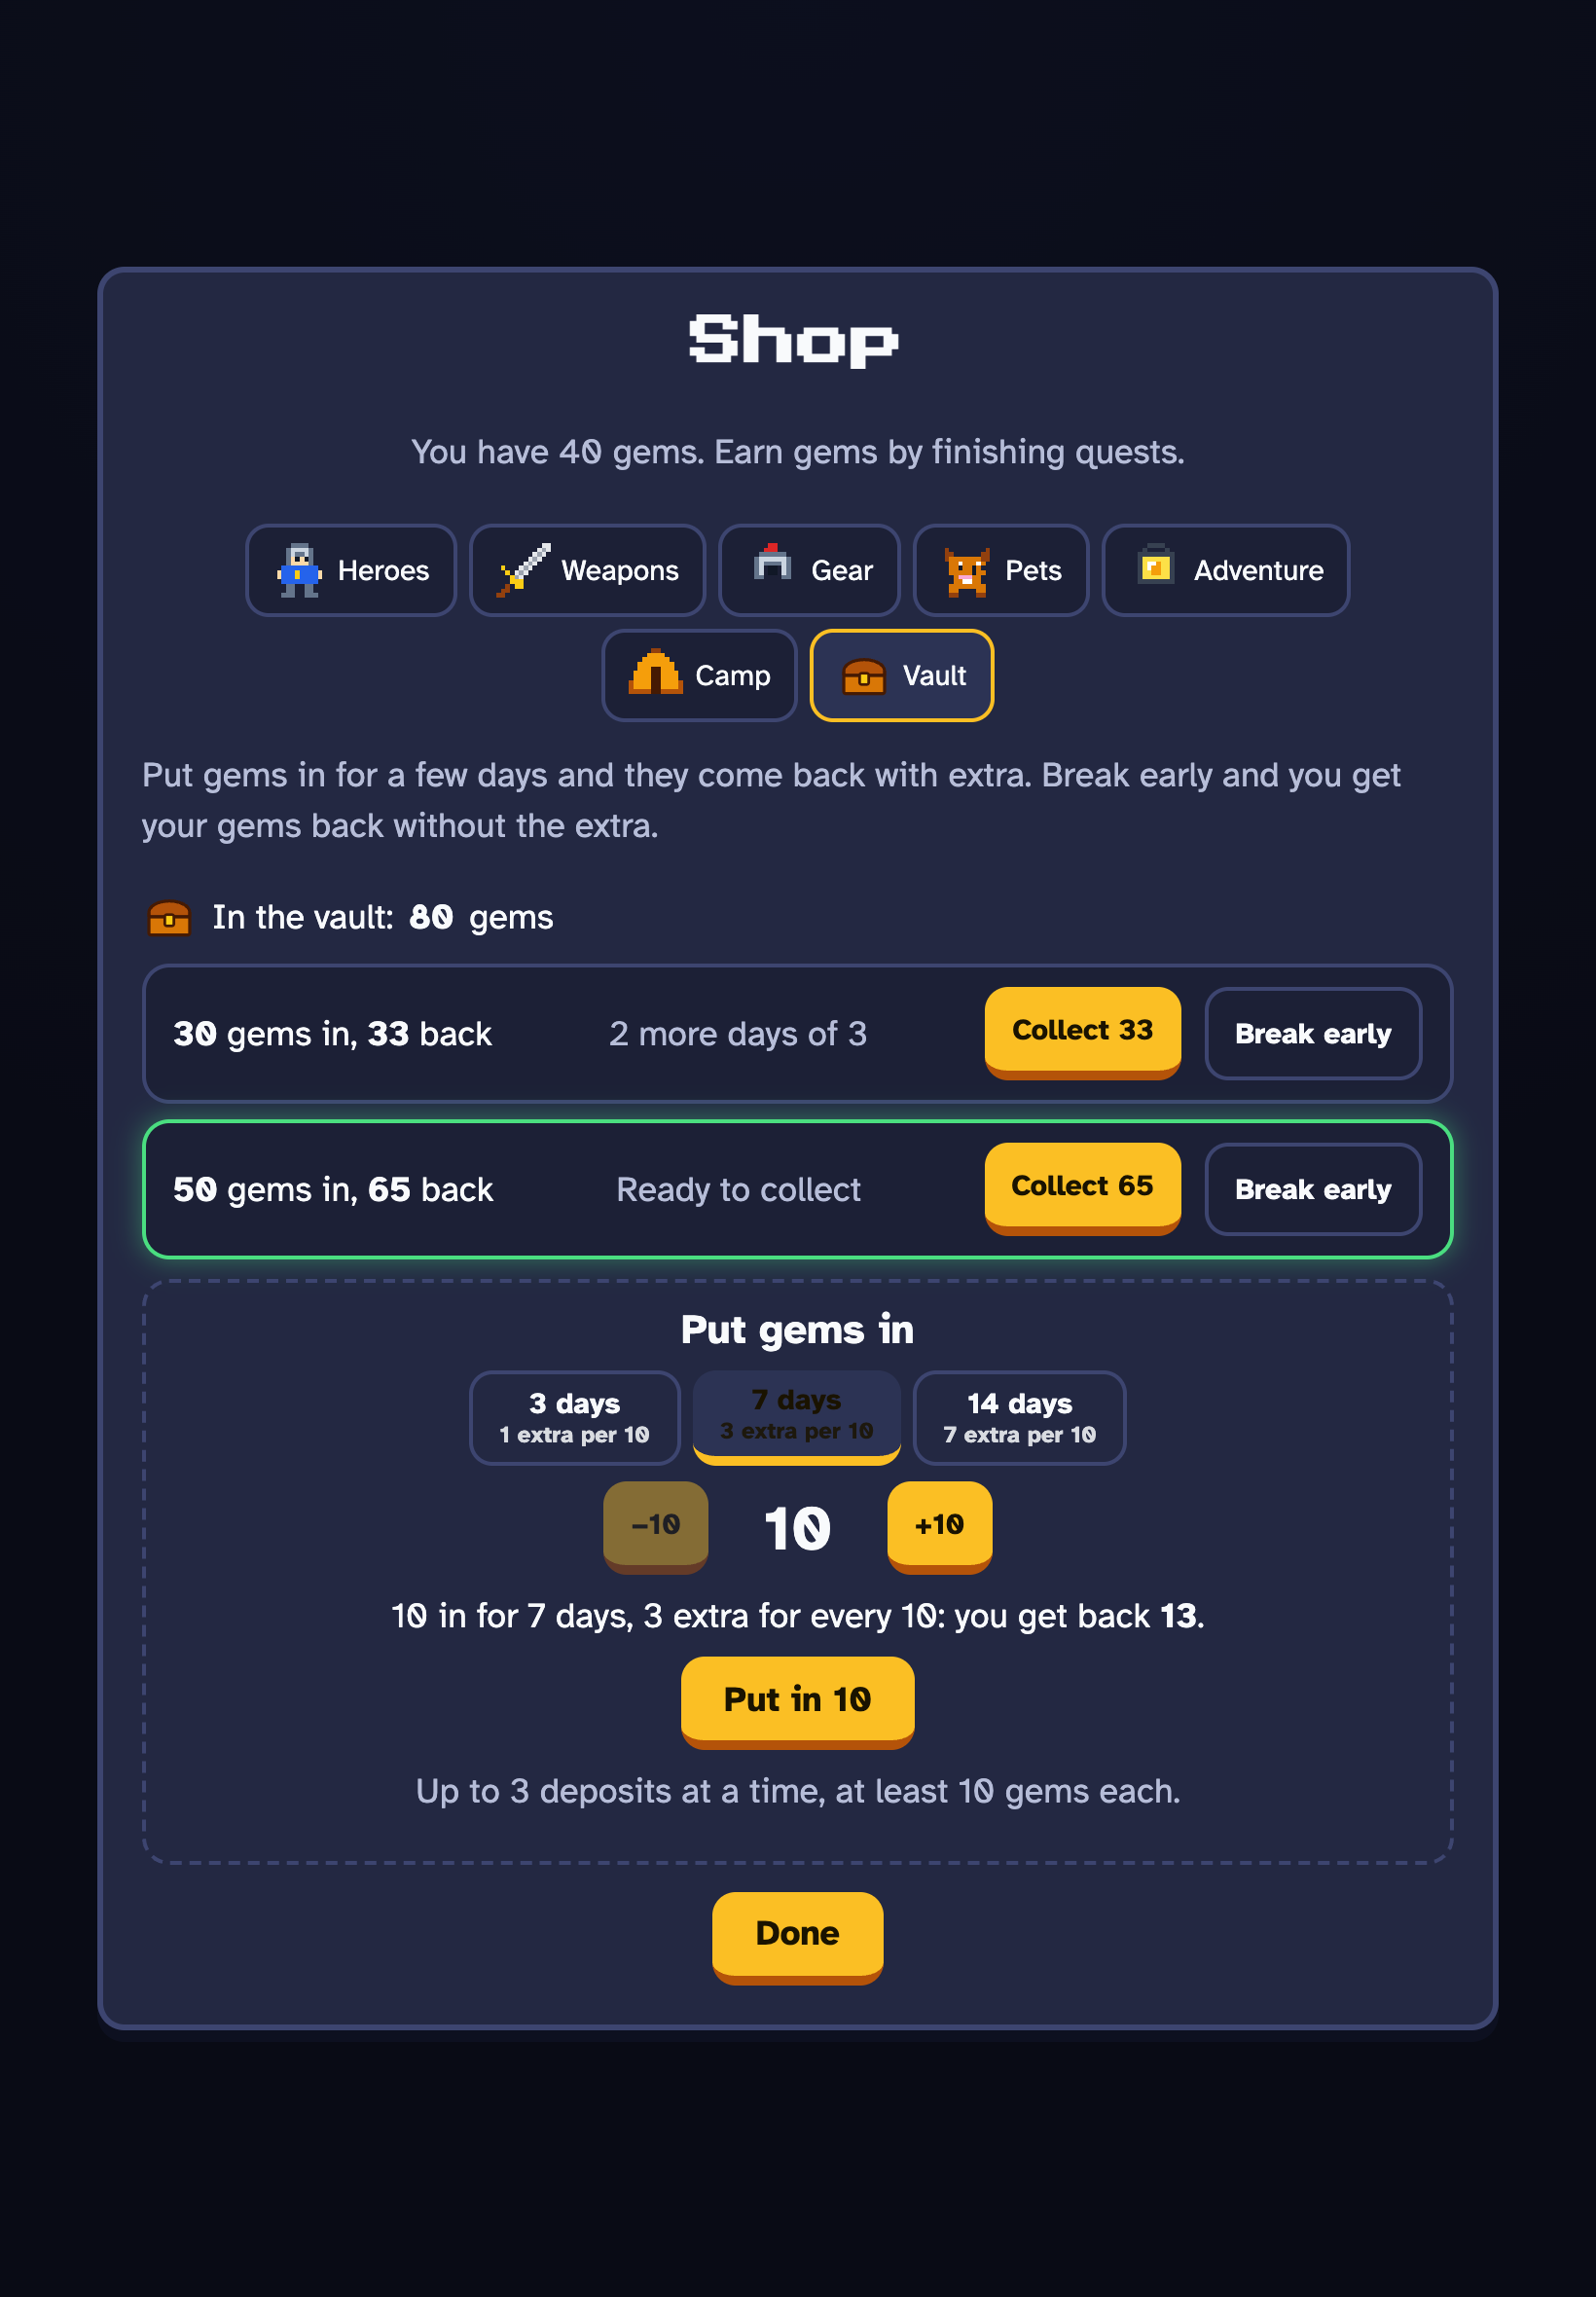 Shop
You have 40 gems. Earn gems by finishing quests.
Heroes
Weapons
Gear
Pets
Adventure
Camp
Vault
Put gems in for a few days and they come back with extra. Break early and you get
your gems back without the extra.
In the vault: 80 gems
30 gems in, 33 back
2 more days of 3
Collect 33
Break early
50 gems in, 65 back
Ready to collect
Collect 65
Break early
Put gems in
3 days
1 extra per 10
7 days
3 extra per 10
14 days
7 extra per 10
–10
10
+10
10 in for 7 days, 3 extra for every 10: you get back 13.
Put in 10
Up to 3 deposits at a time, at least 10 gems each.
Done